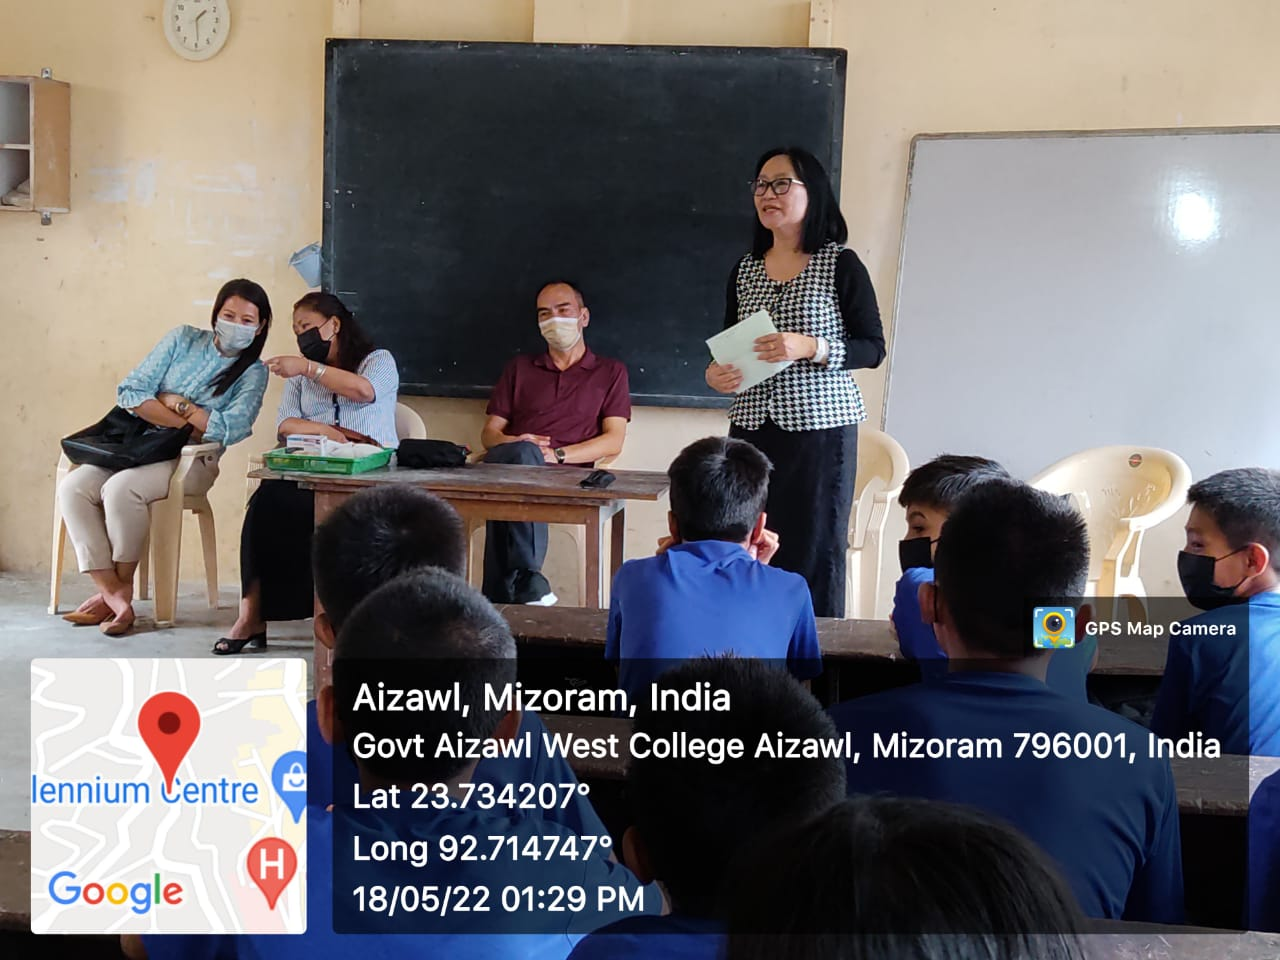 GPS Map Camera
lennium Centre
H
Google
Aizawl, Mizoram, India
Govt Aizawl West College Aizawl, Mizoram 796001, India
Lat 23.734207°
Long 92.714747°
18/05/22 01:29 PM